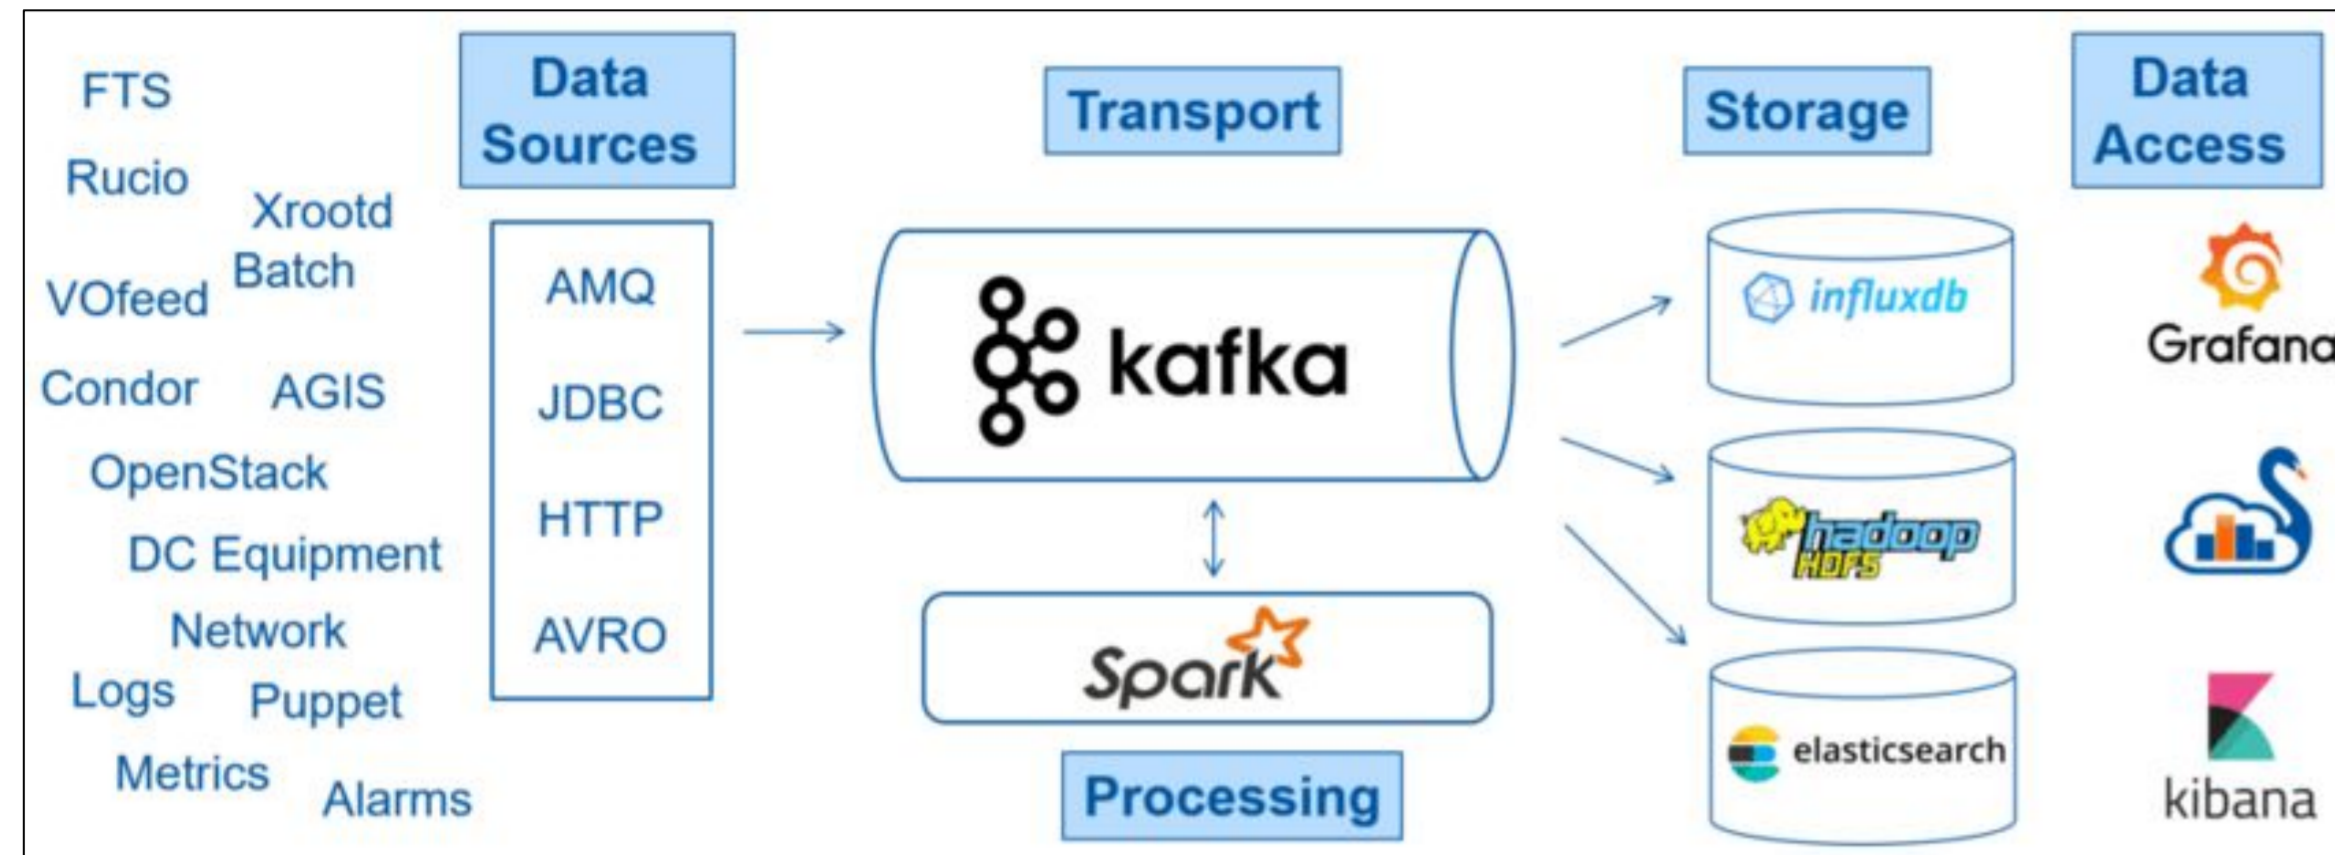 FTS
Rucio
Xrootd
Batch
VOfeed
Condor
AGIS
OpenStack
DC Equipment
Network
Logs
Puppet
Metrics
Alarms
Data
Sources
AMQ
JDBC
HTTP
AVRO
Transport
kafka
Spark
Processing
Storage
influxdb
hadoop
HDFS
elasticsearch
Data
Access
Grafana
kibana